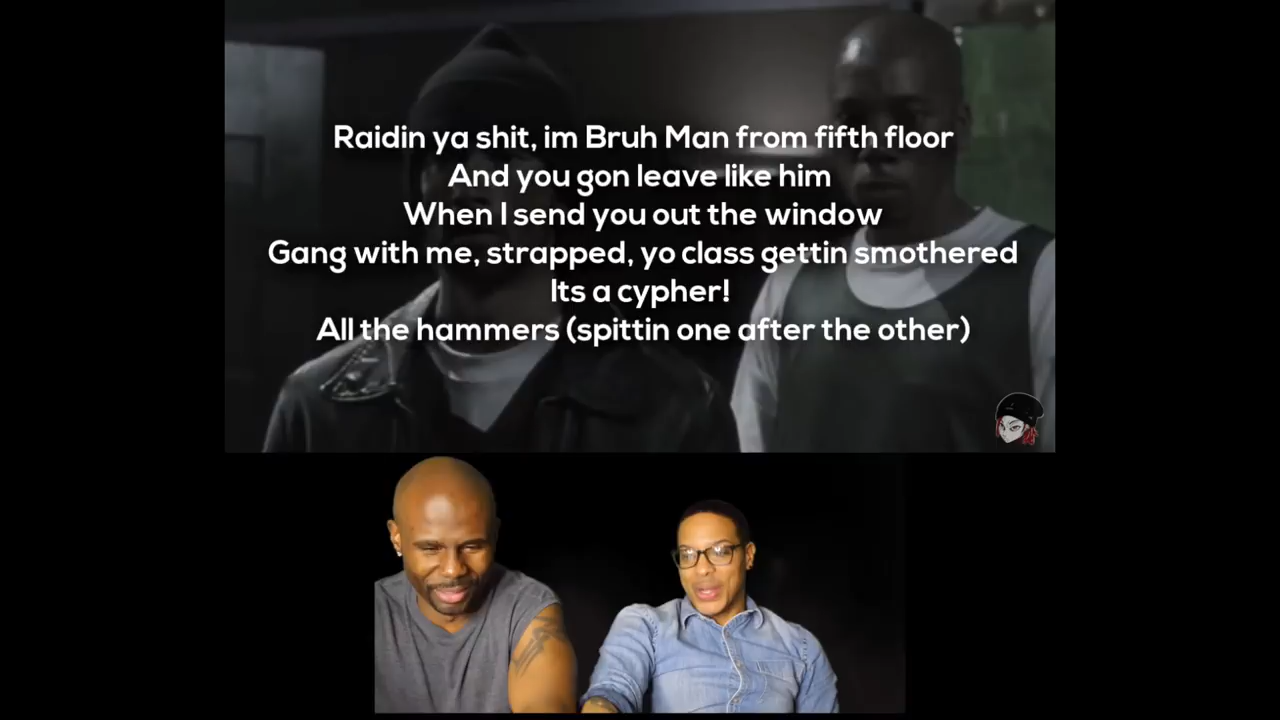 Raidin ya shit, im Bruh Man from fifth floor
And you gon leave like him
When I send you out the window
Gang with me, strapped, yo class gettin smothered
Its a cypher!
All the hammers (spittin one after the other)